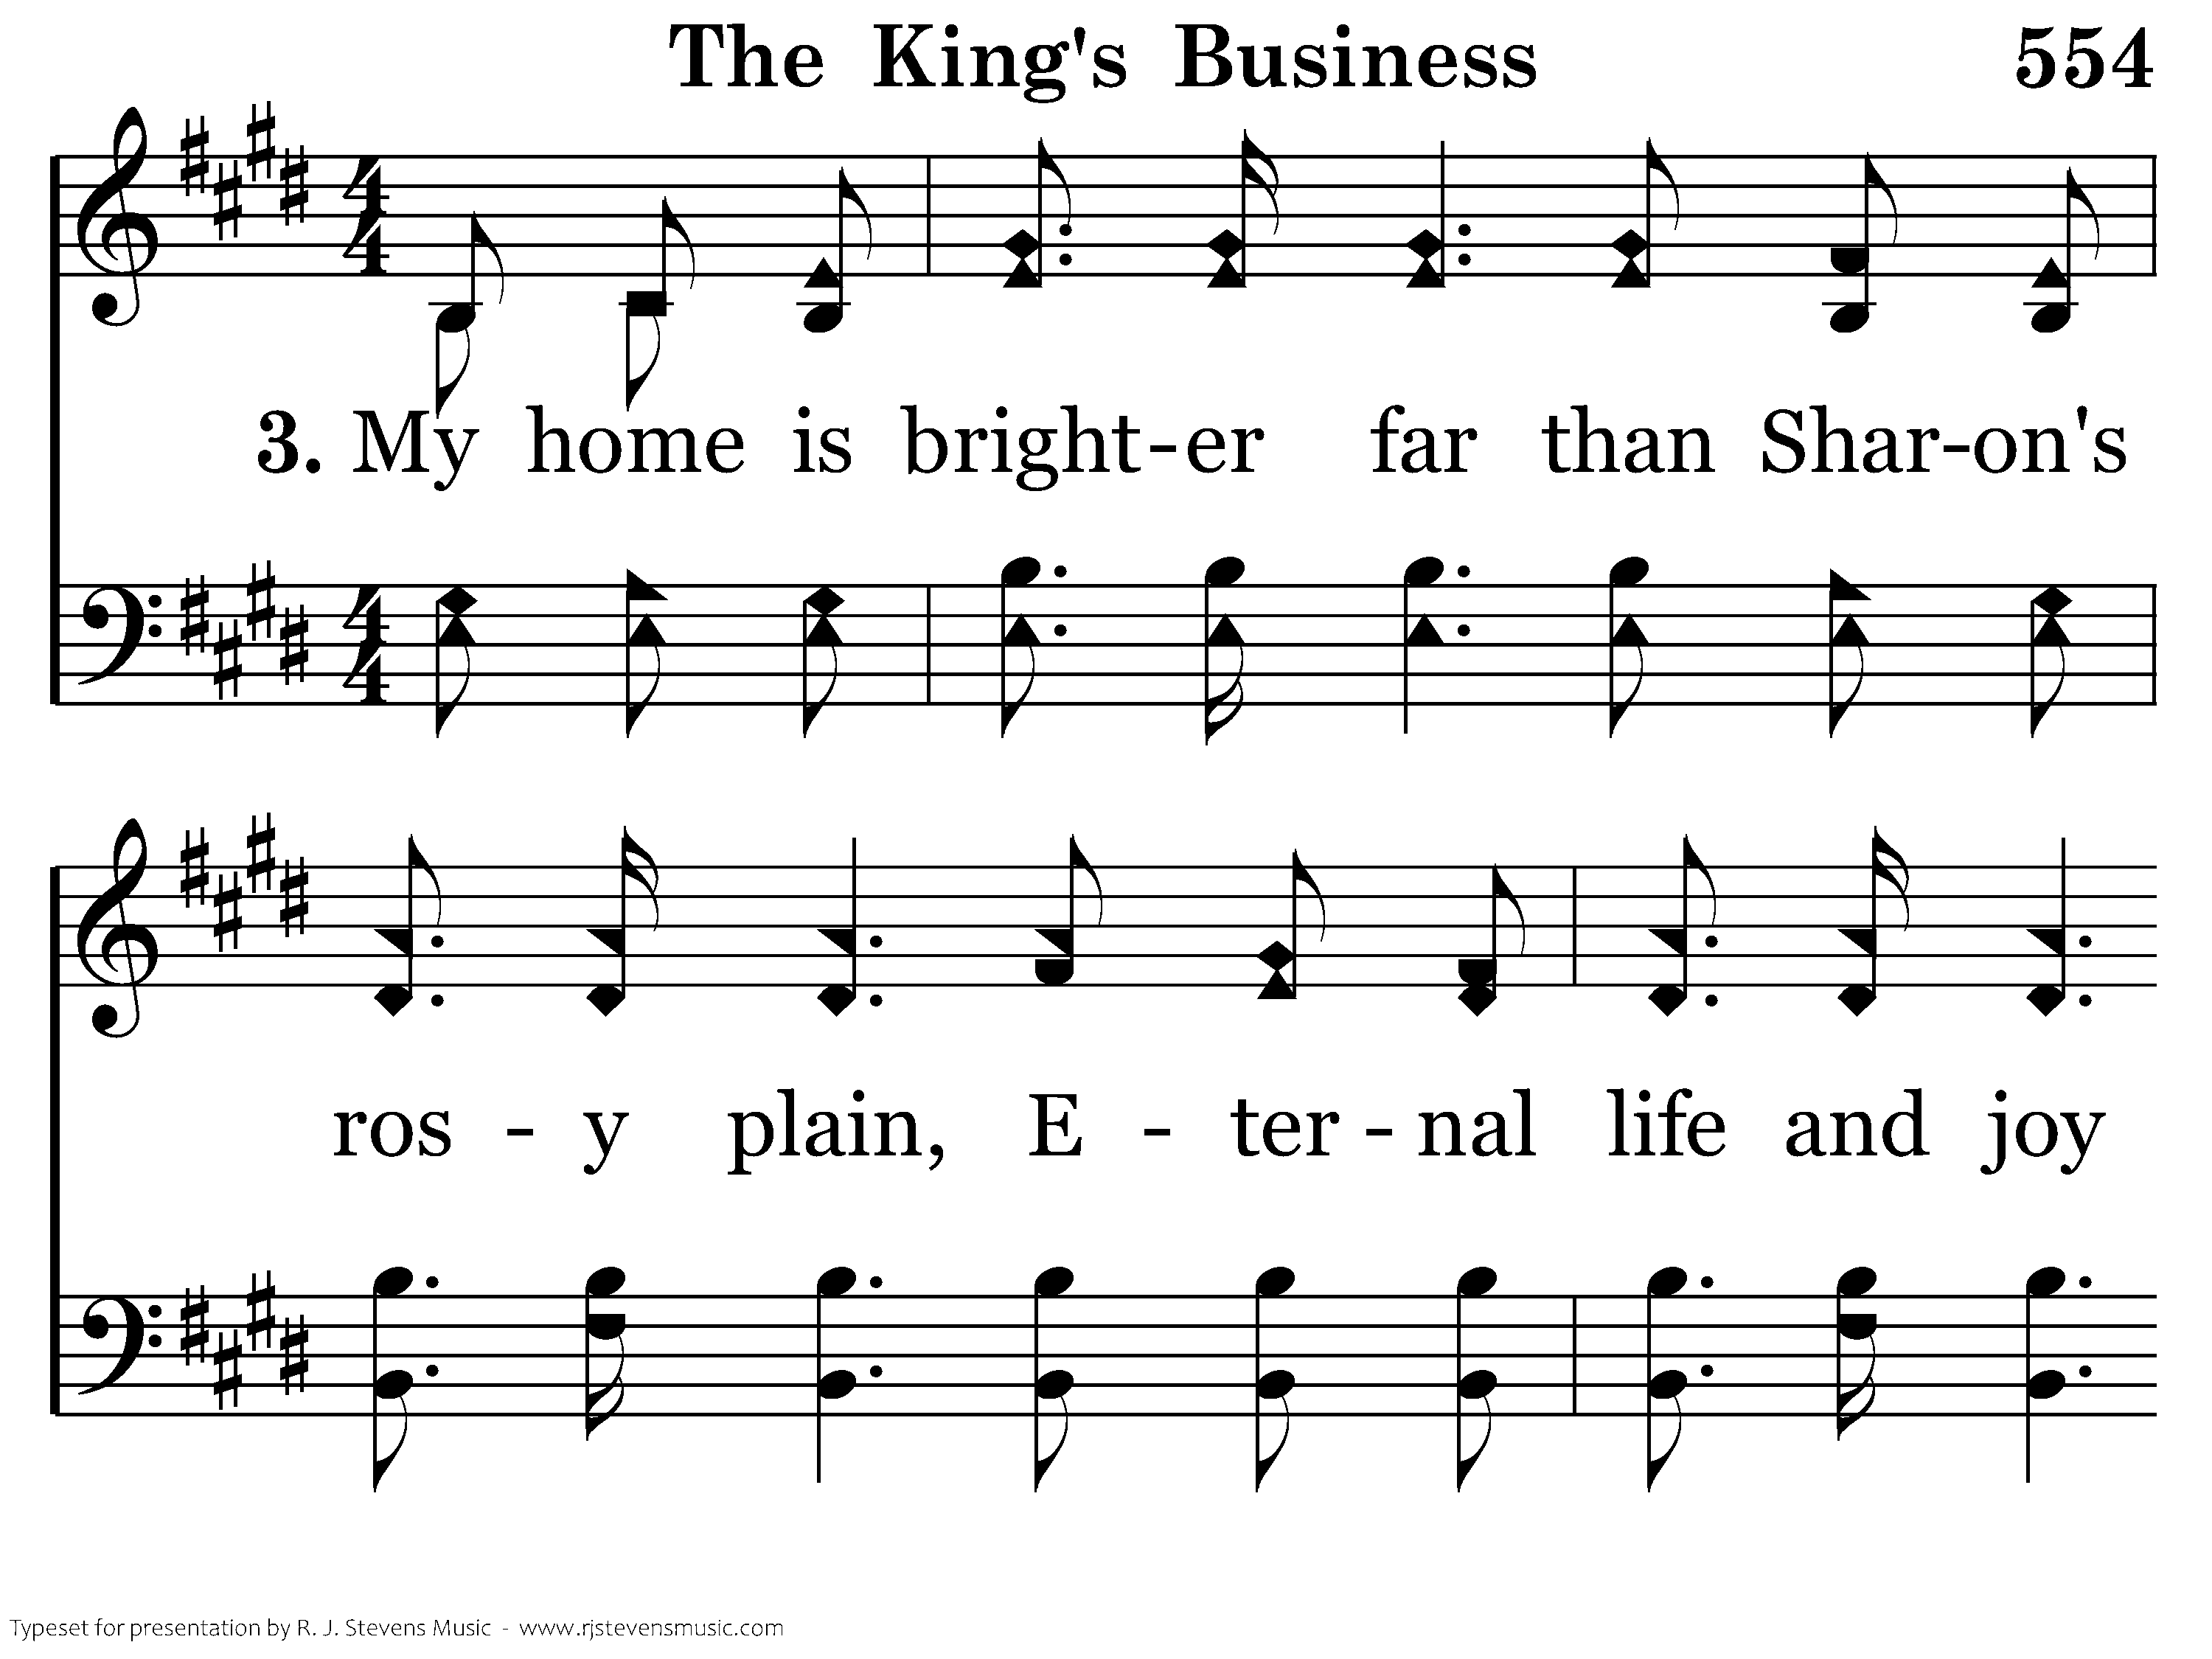 The King's Business 554
3. My home is bright-er far than Shar-on's
ros - y plain, E - ter - nal life and joy
Typeset for presentation by R. J. Stevens Music - www.rjstevensmusic.com